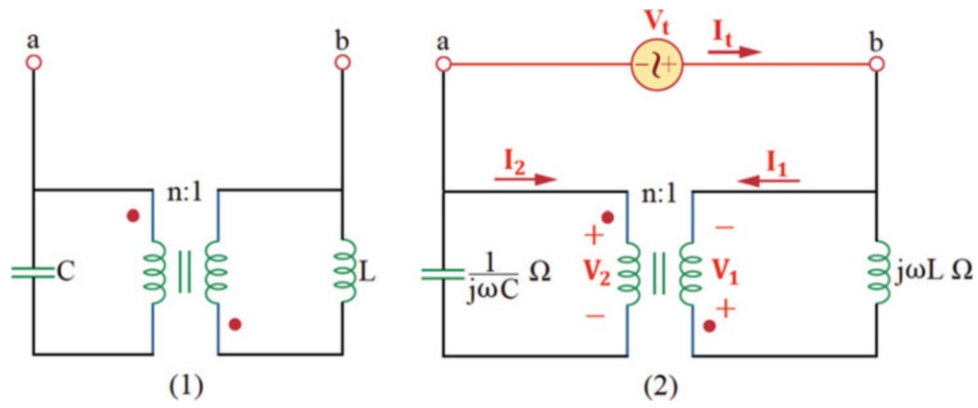 a
b
n:1
C
L
(1)
a
Vt
It
b
I2
I1
n:1
1/jωC Ω
+
V2
−
−
V1
+
jωL Ω
− +
(2)